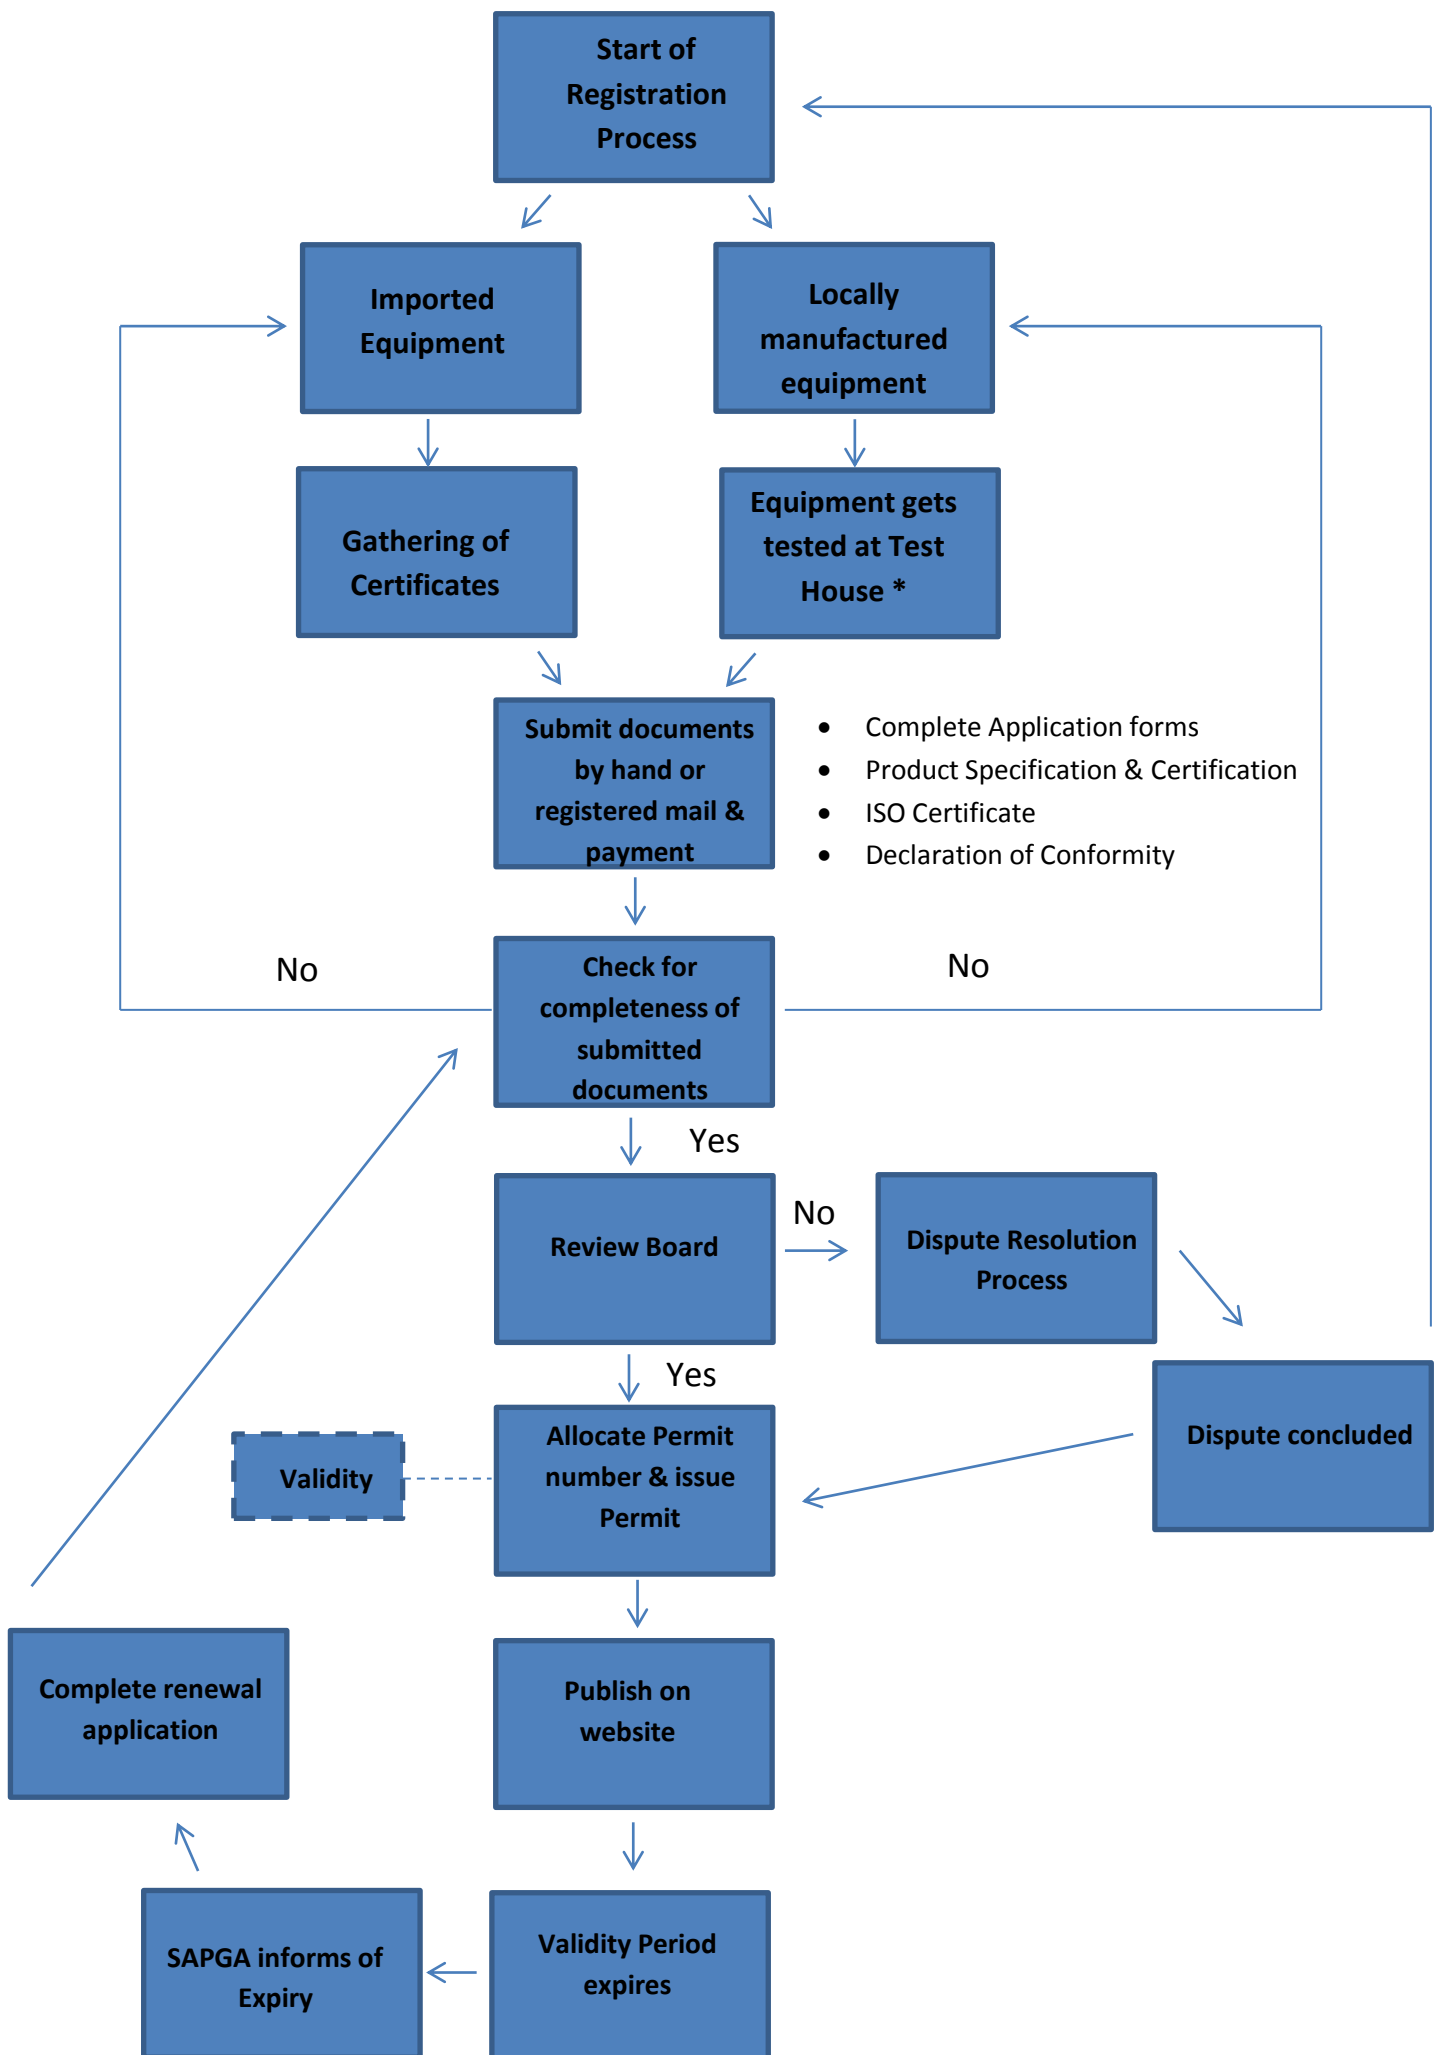 Start of
Registration
Process
Imported
Equipment
Locally
manufactured
equipment
Gathering of
Certificates
Equipment gets
tested at Test
House *
Submit documents
by hand or
registered mail &
payment
• Complete Application forms
• Product Specification & Certification
• ISO Certificate
• Declaration of Conformity
No
Check for
completeness of
submitted
documents
No
Yes
Review Board
No
Dispute Resolution
Process
Yes
Dispute concluded
Validity
Allocate Permit
number & issue
Permit
Complete renewal
application
Publish on
website
SAPGA informs of
Expiry
Validity Period
expires